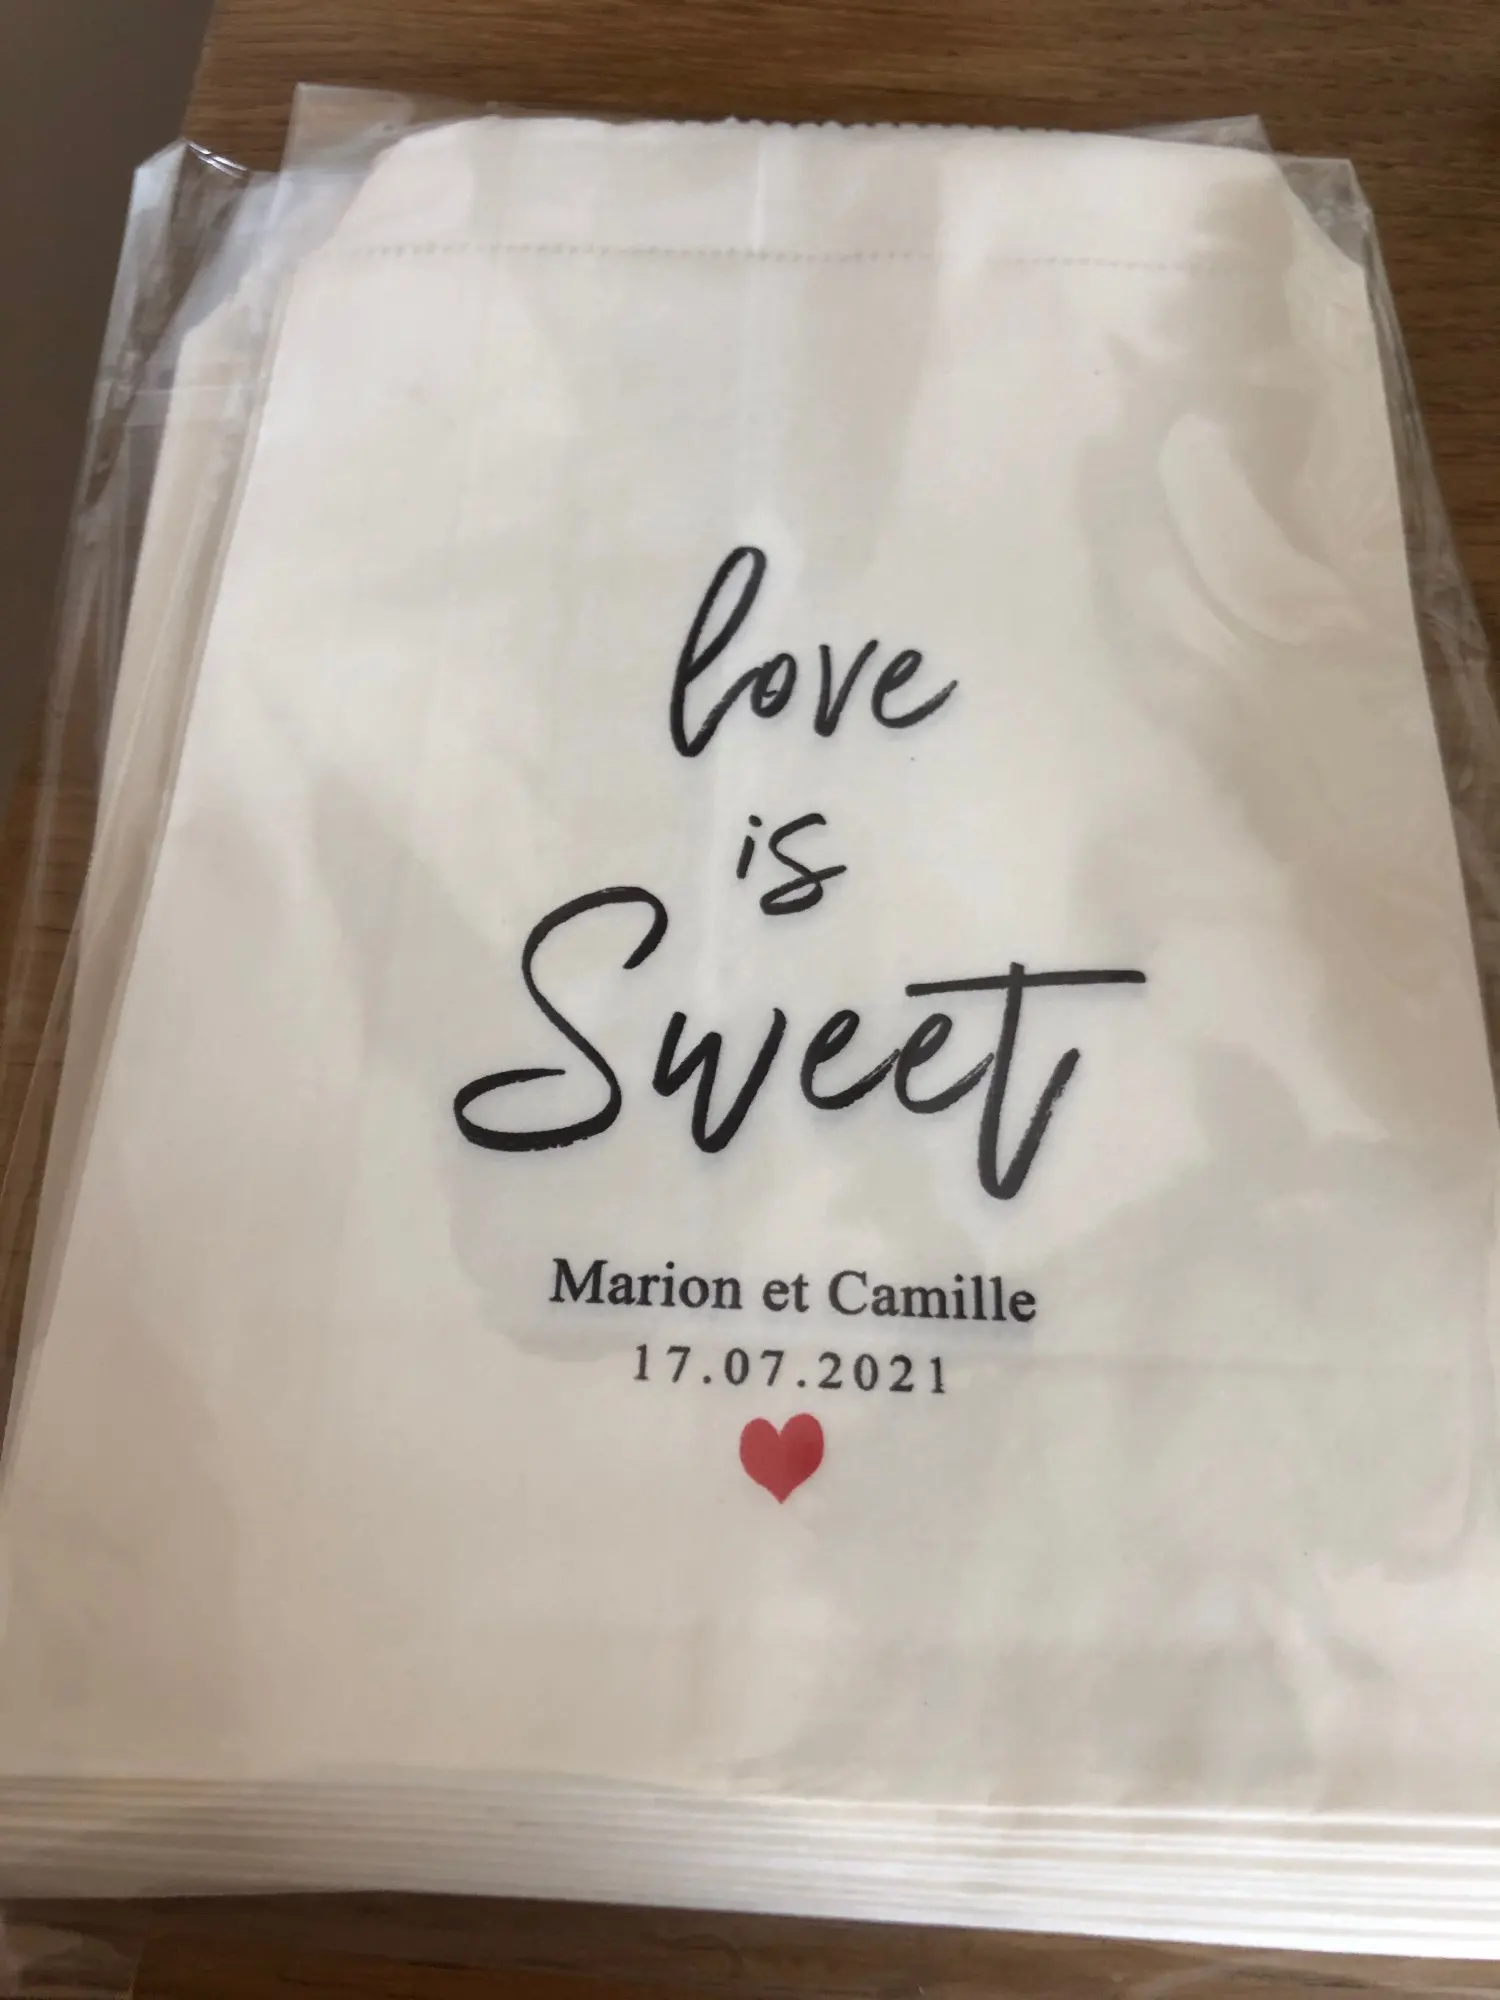 love
is
Sweet
Marion et Camille
17.07.2021